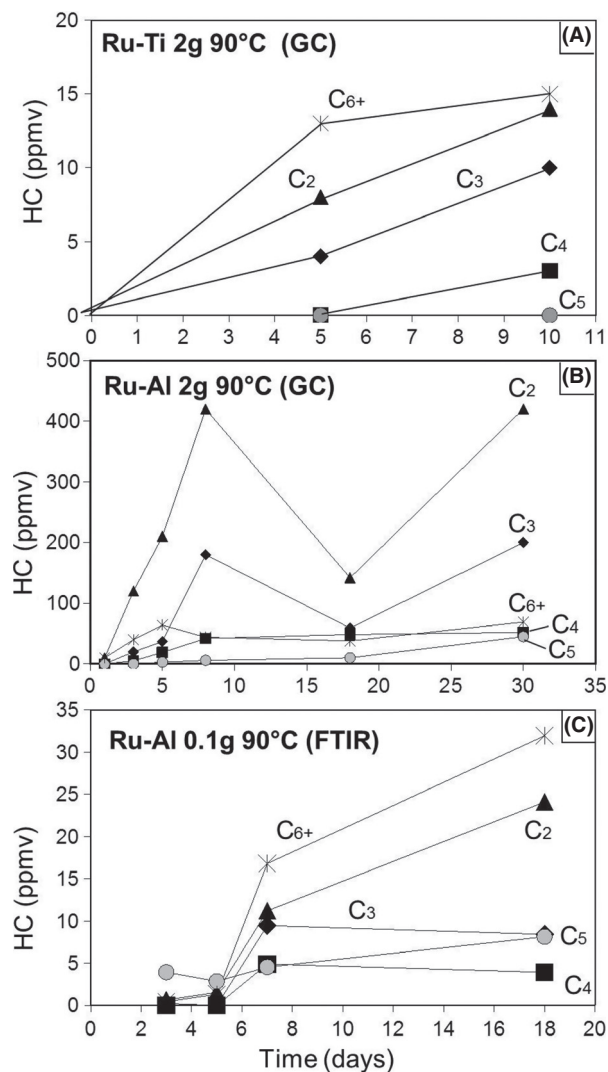 Ru-Ti 2g 90°C (GC)
(A)
HC (ppmv)
20
15
10
5
0
C6+
C2
C3
C4
C5
0 1 2 3 4 5 6 7 8 9 10 11
Ru-Al 2g 90°C (GC)
(B)
HC (ppmv)
500
400
300
200
100
0
C2
C3
C6+
C4
C5
0 5 10 15 20 25 30 35
Ru-Al 0.1g 90°C (FTIR)
(C)
HC (ppmv)
35
30
25
20
15
10
5
0
C6+
C2
C3
C5
C4
0 2 4 6 8 10 12 14 16 18 20
Time (days)